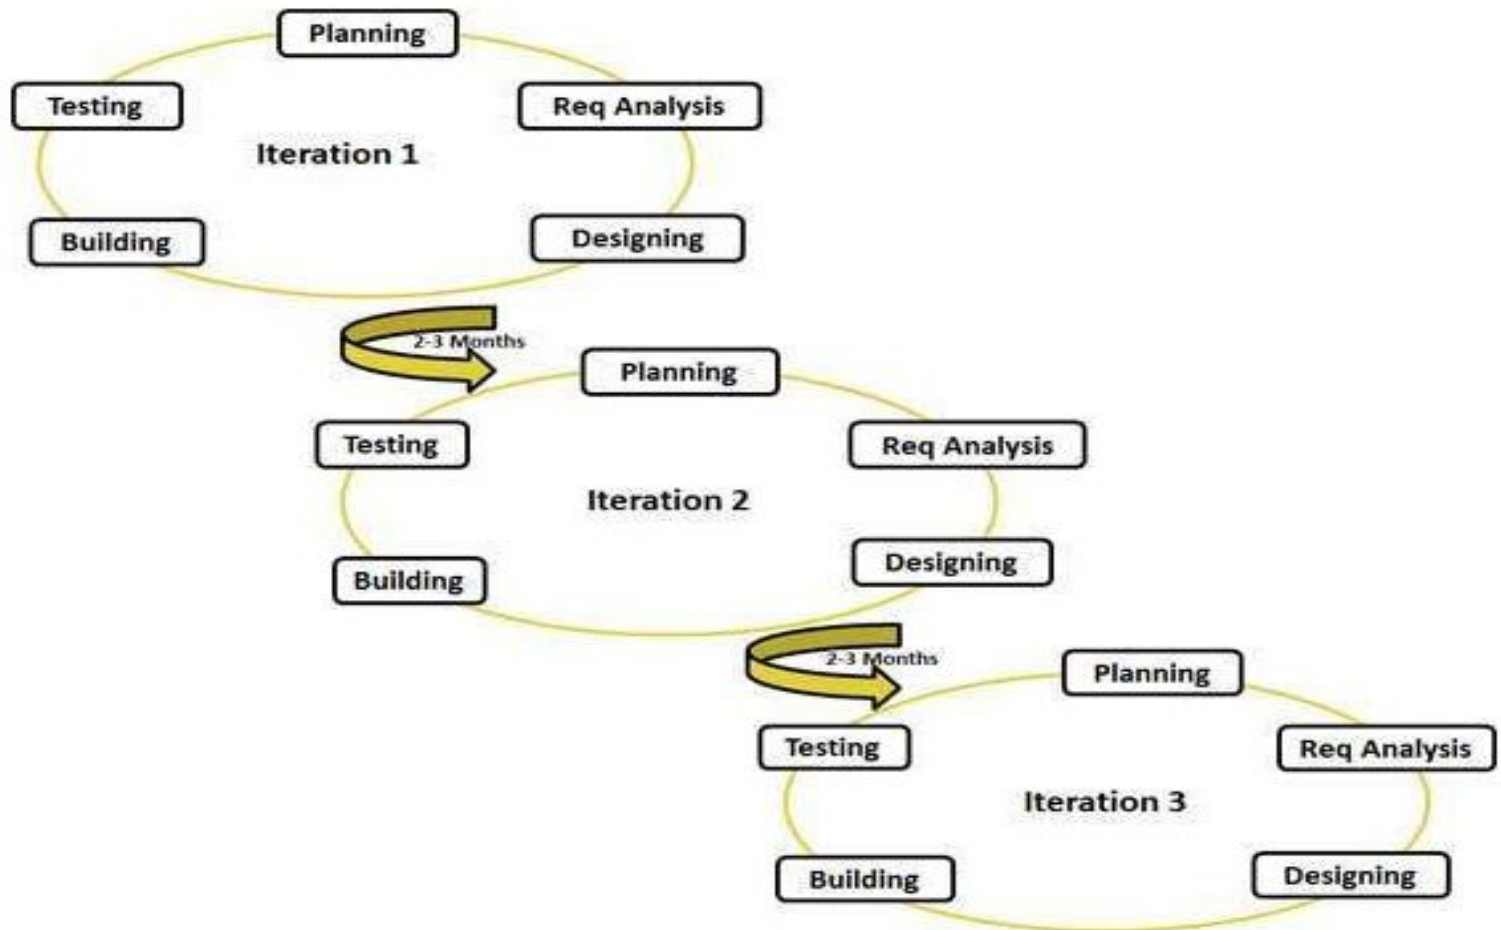 Planning
Testing
Req Analysis
Iteration 1
Building
Designing
2-3 Months
Planning
Testing
Req Analysis
Iteration 2
Building
Designing
2-3 Months
Planning
Testing
Req Analysis
Iteration 3
Building
Designing